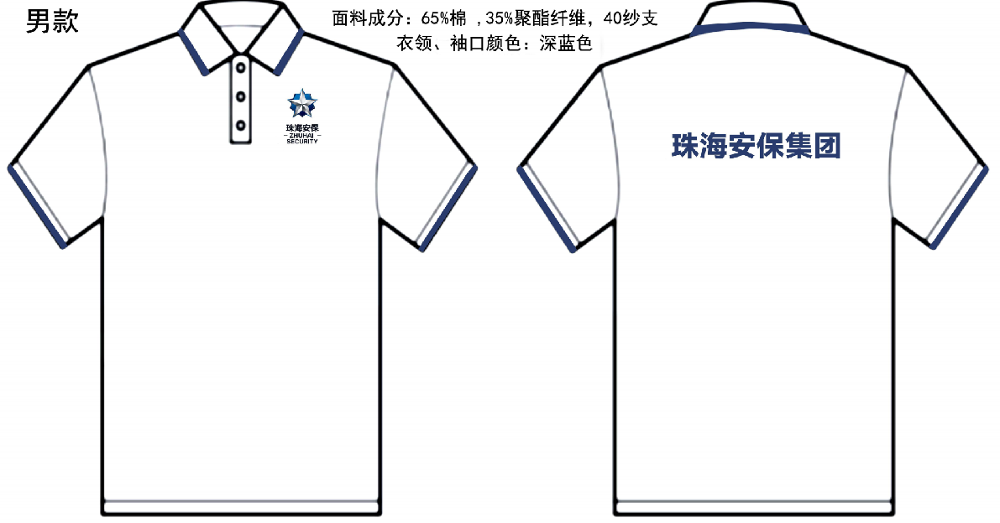 男款
面料成分：65%棉 ,35%聚酯纤维，40纱支
衣领、袖口颜色：深蓝色
珠海安保
- ZHUHAI -
SECURITY
珠海安保集团